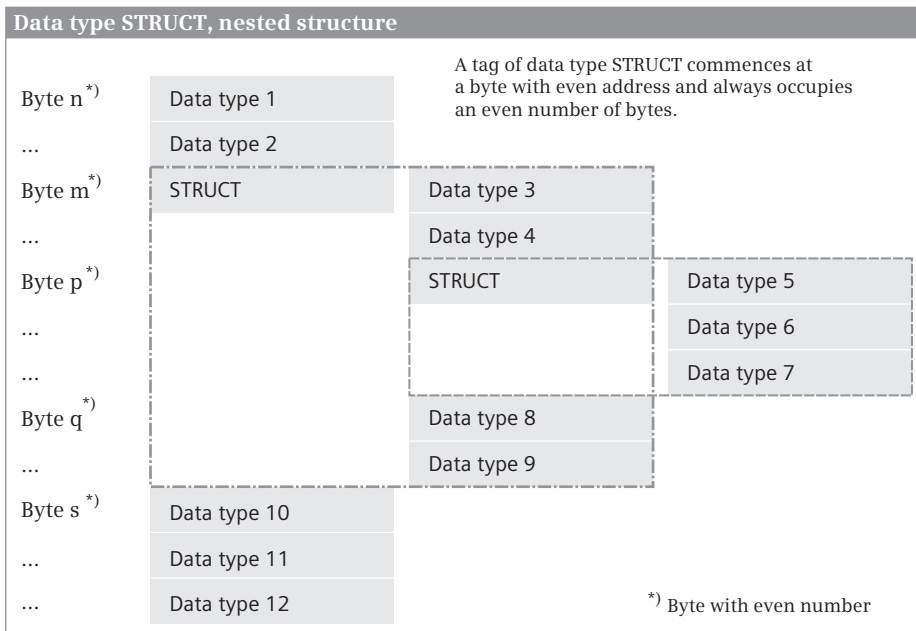 Data type STRUCT, nested structure
A tag of data type STRUCT commences at
a byte with even address and always occupies
an even number of bytes.
Byte n*) Data type 1
... Data type 2
Byte m*) STRUCT Data type 3
... Data type 4
Byte p*) STRUCT Data type 5
... Data type 6
... Data type 7
Byte q*) Data type 8
... Data type 9
Byte s*) Data type 10
... Data type 11
... Data type 12
*) Byte with even number